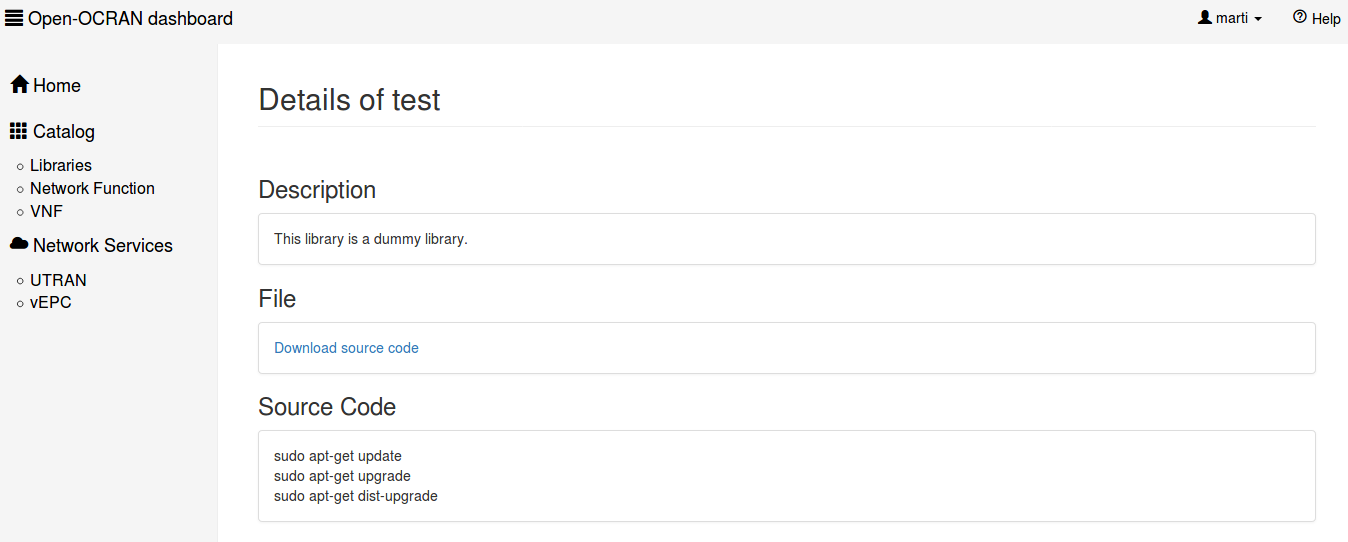 Open-OCRAN dashboard
marti
Help
Home
Catalog
Libraries
Network Function
VNF
Network Services
UTRAN
vEPC
Details of test
Description
This library is a dummy library.
File
Download source code
Source Code
sudo apt-get update
sudo apt-get upgrade
sudo apt-get dist-upgrade